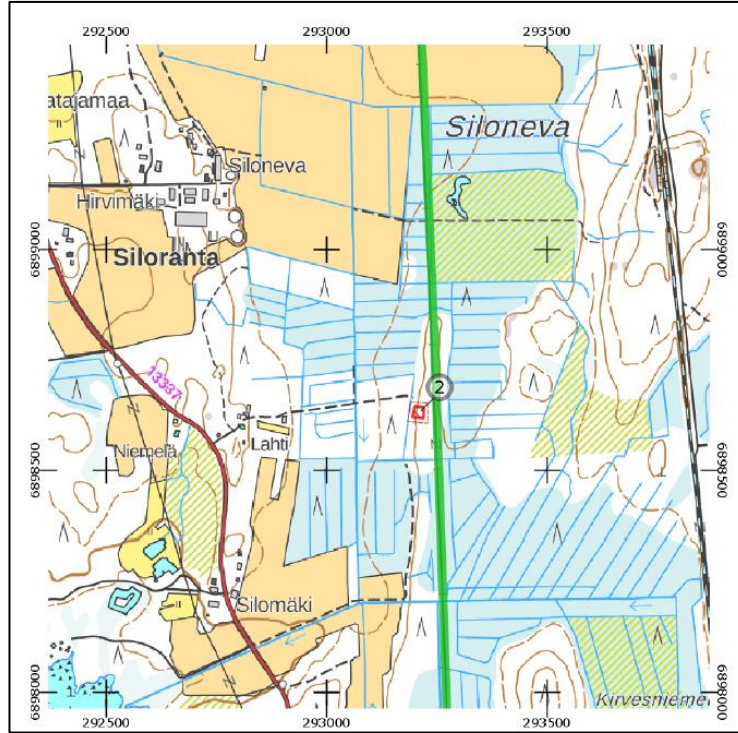 292500 293000 293500
atajamaa
Siloneva
Siloneva
Hirvimäki
6899000 6899000
Siloranta
13337
2
Niemelä Lahti
6898500 6898500
Silomäki
1
6898000 6898000
Kirvesnieme
292500 293000 293500